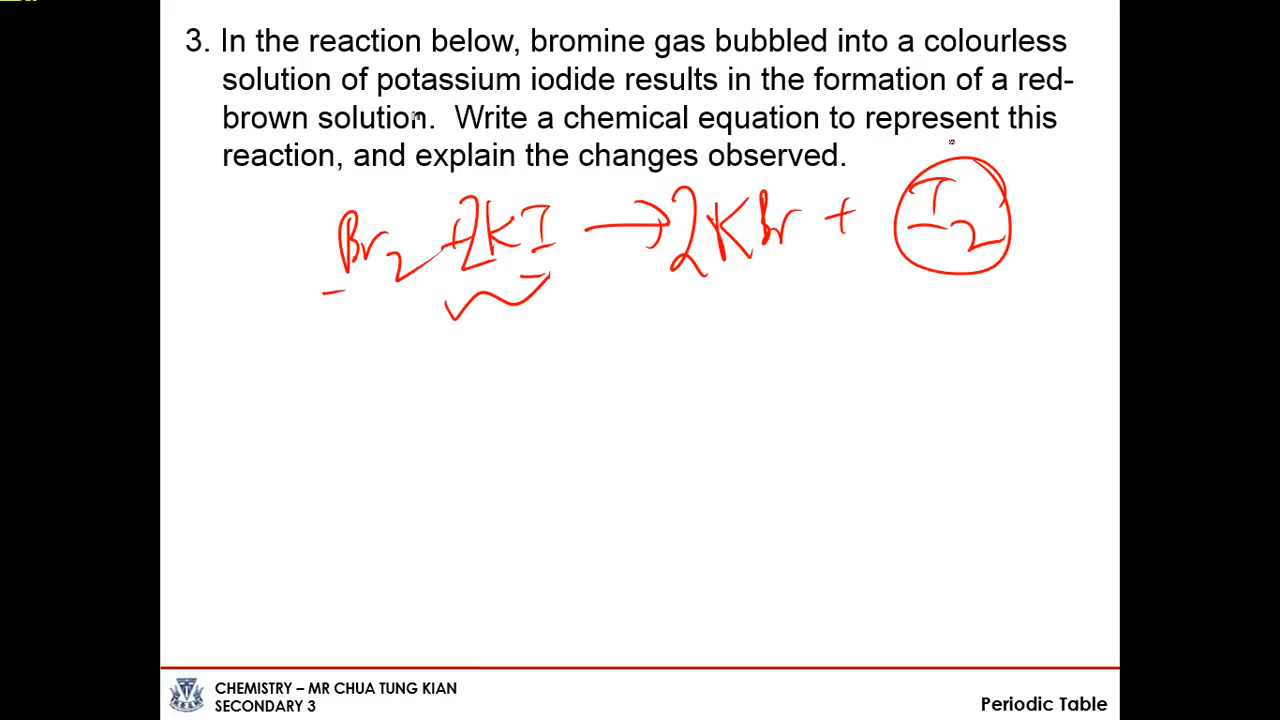 3. In the reaction below, bromine gas bubbled into a colourless
solution of potassium iodide results in the formation of a red-
brown solution. Write a chemical equation to represent this
reaction, and explain the changes observed.
Br₂ + 2KI → 2KBr + I₂
CHEMISTRY – MR CHUA TUNG KIAN
SECONDARY 3
Periodic Table